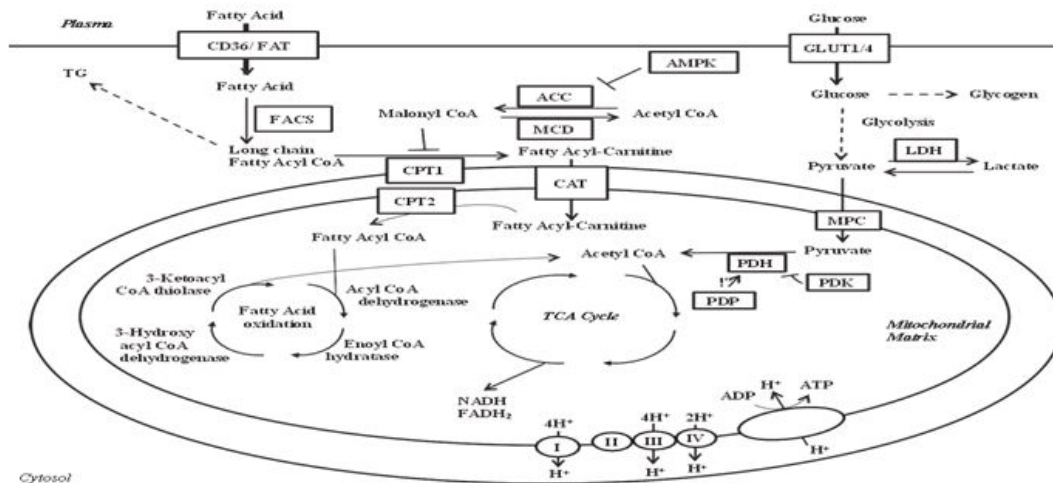 Plasma
Fatty Acid
CD36/ FAT
Fatty Acid
TG
FACS
Long chain
Fatty Acyl CoA
Malonyl CoA
ACC
MCD
Acetyl CoA
AMPK
Fatty Acyl-Carnitine
CPT1
CAT
CPT2
Fatty Acyl CoA
Fatty Acyl-Carnitine
Glucose
GLUT1/4
Glucose
Glycogen
Glycolysis
LDH
Pyruvate
Lactate
MPC
Pyruvate
Acetyl CoA
PDH
PDP
PDK
3-Ketoacyl
CoA thiolase
Acyl CoA
dehydrogenase
Fatty Acid
oxidation
3-Hydroxy
acyl CoA
dehydrogenase
Enoyl CoA
hydratase
TCA Cycle
Mitochondrial
Matrix
NADH
FADH₂
4H⁺
I
H⁺
II
4H⁺
III
H⁺
2H⁺
IV
H⁺
ADP
H⁺
ATP
H⁺
Cytosol